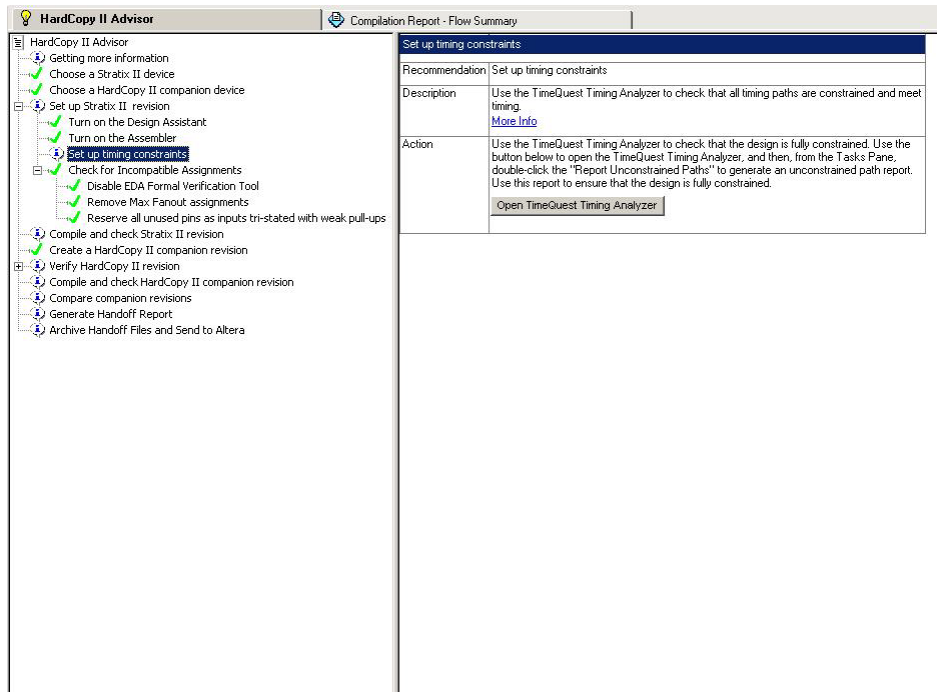 HardCopy II Advisor
Compilation Report - Flow Summary
HardCopy II Advisor
Getting more information
Choose a Stratix II device
Choose a HardCopy II companion device
Set up Stratix II revision
Turn on the Design Assistant
Turn on the Assembler
Set up timing constraints
Check for Incompatible Assignments
Disable EDA Formal Verification Tool
Remove Max Fanout assignments
Reserve all unused pins as inputs tri-stated with weak pull-ups
Compile and check Stratix II revision
Create a HardCopy II companion revision
Verify HardCopy II revision
Compile and check HardCopy II companion revision
Compare companion revisions
Generate Handoff Report
Archive Handoff Files and Send to Altera
Set up timing constraints
Recommendation Set up timing constraints
Description Use the TimeQuest Timing Analyzer to check that all timing paths are constrained and meet
timing.
More Info
Action Use the TimeQuest Timing Analyzer to check that the design is fully constrained. Use the
button below to open the TimeQuest Timing Analyzer, and then, from the Tasks Pane,
double-click the "Report Unconstrained Paths" to generate an unconstrained path report.
Use this report to ensure that the design is fully constrained.
Open TimeQuest Timing Analyzer